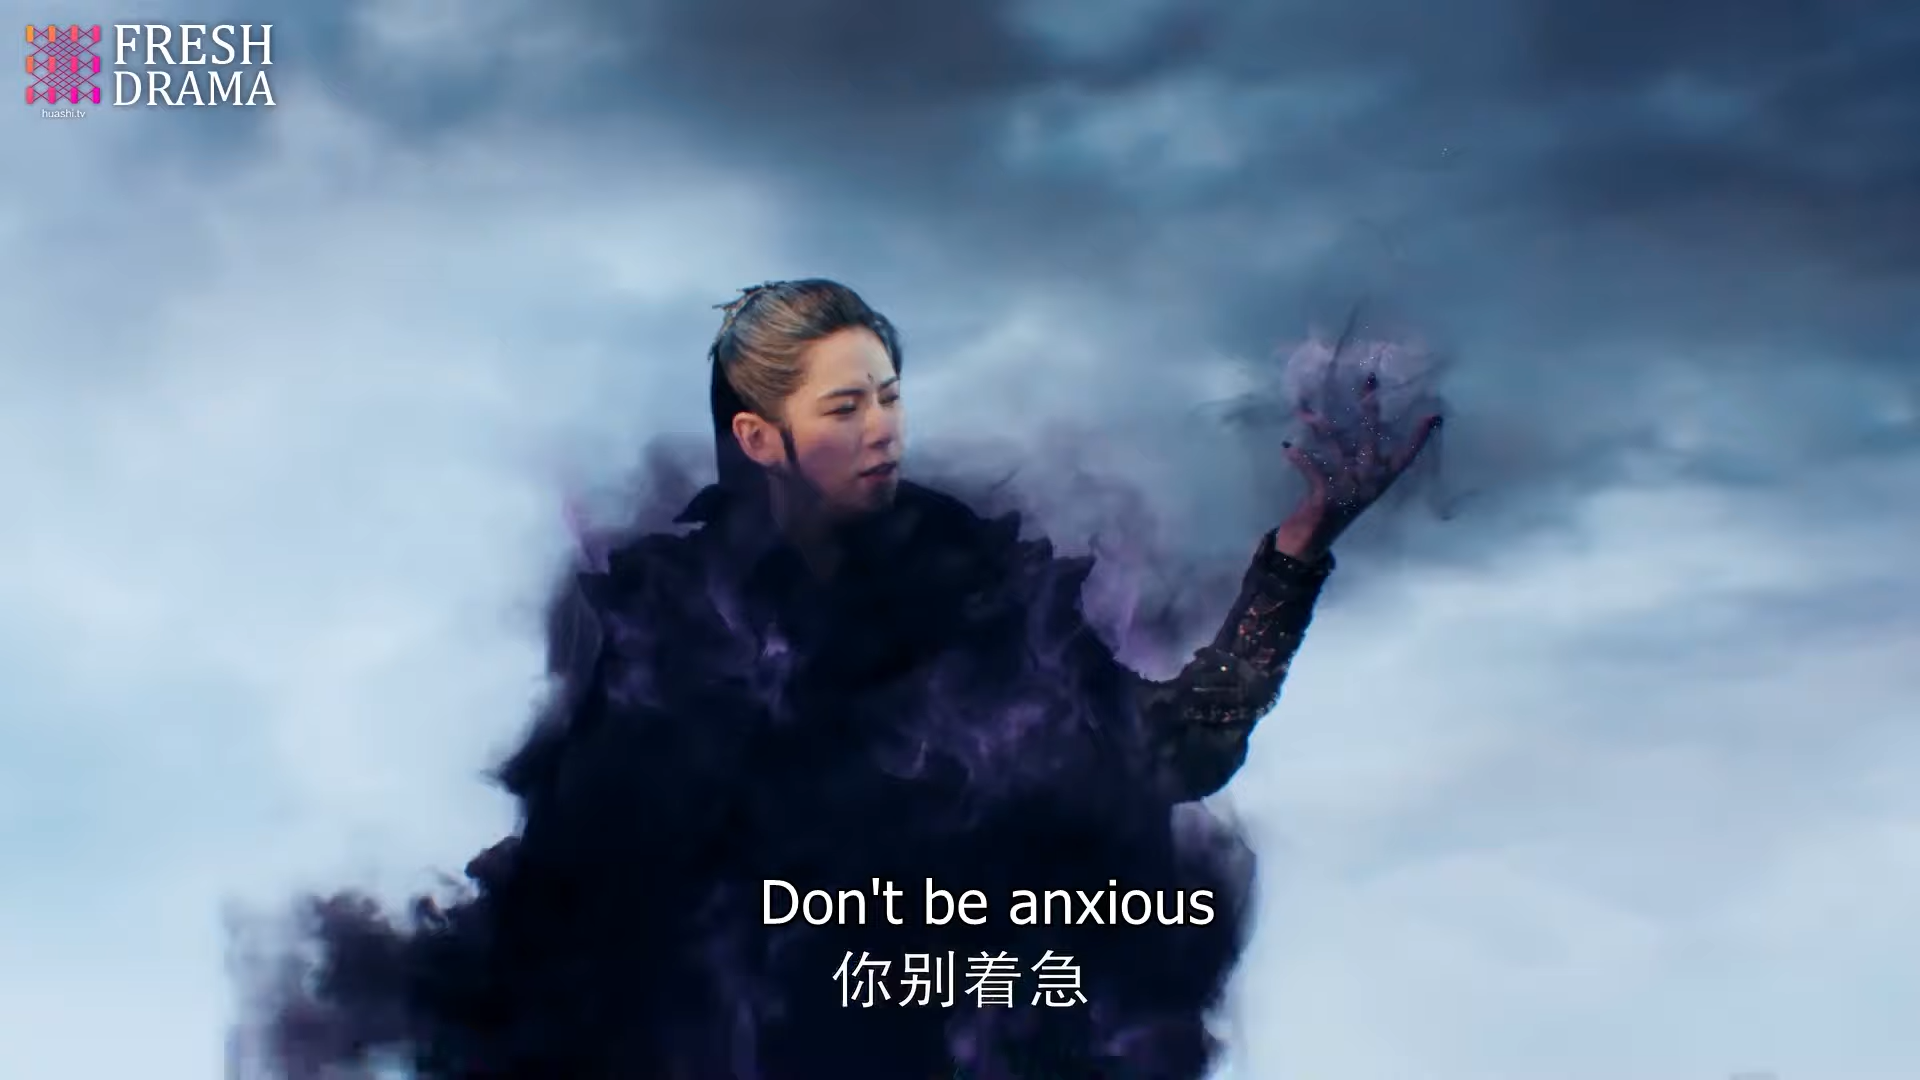 FRESH
DRAMA
huashi.tv
Don't be anxious
你别着急